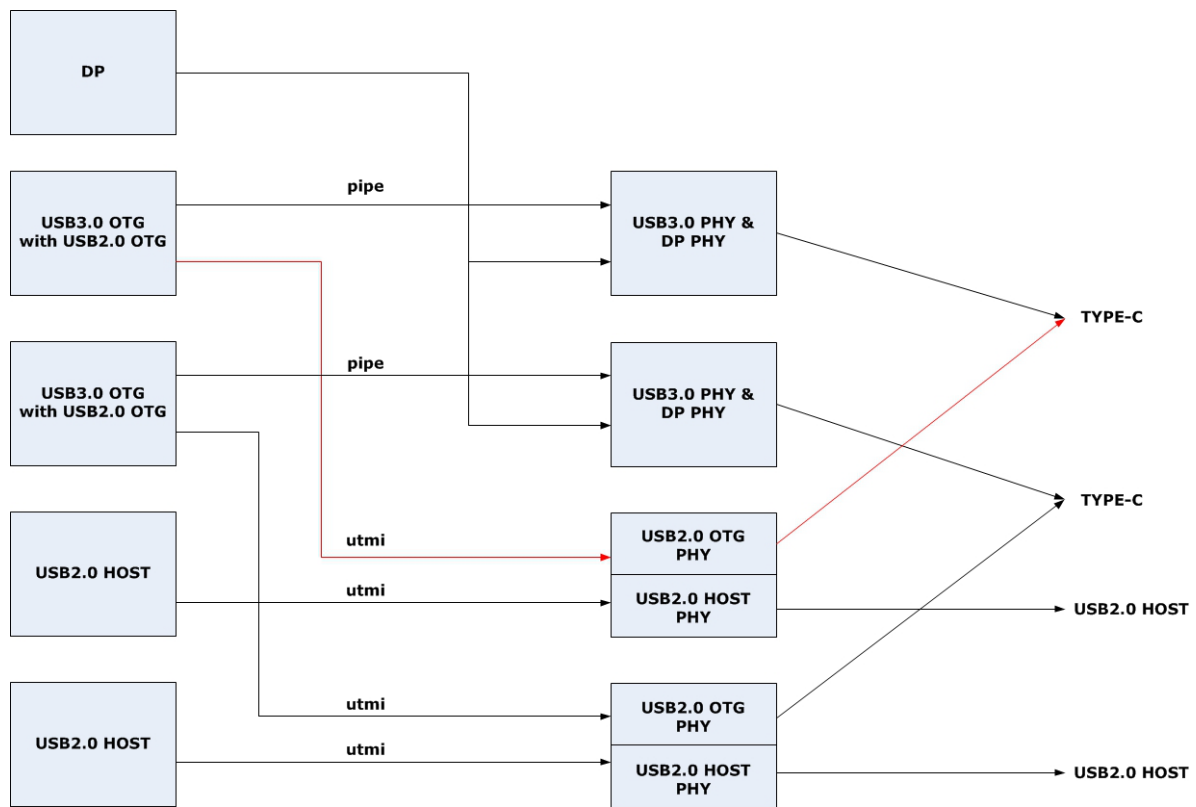 DP
USB3.0 OTG
with USB2.0 OTG
pipe
USB3.0 PHY &
DP PHY
TYPE-C
USB3.0 OTG
with USB2.0 OTG
pipe
USB3.0 PHY &
DP PHY
TYPE-C
USB2.0 HOST
utmi
utmi
USB2.0 OTG
PHY
USB2.0 HOST
PHY
USB2.0 HOST
USB2.0 HOST
utmi
utmi
USB2.0 OTG
PHY
USB2.0 HOST
PHY
USB2.0 HOST